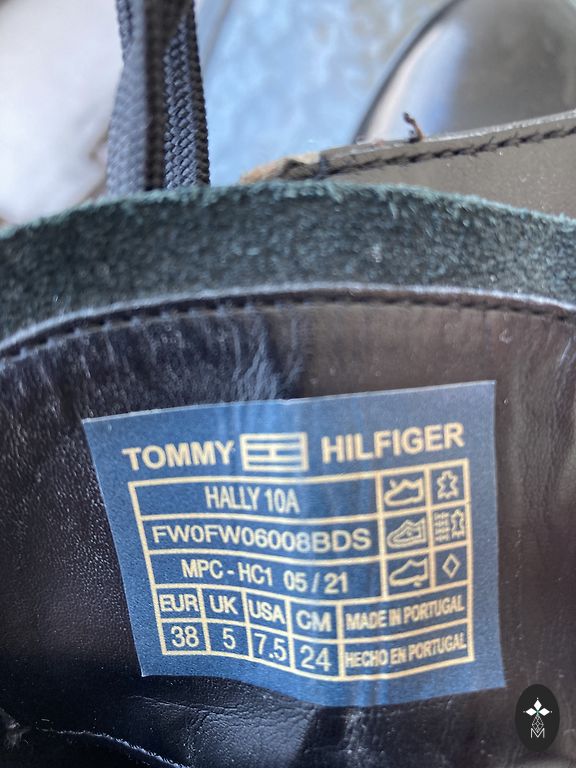 TOMMY HILFIGER
HALLY 10A
FW0FW06008BDS
MPC - HC1 05 / 21
EUR UK USA CM MADE IN PORTUGAL
38 5 7.5 24 HECHO EN PORTUGAL
M